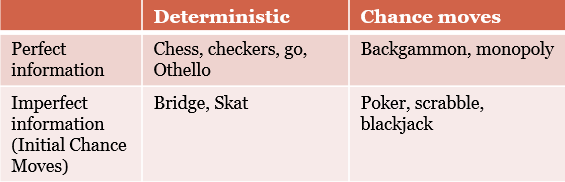 Deterministic Chance moves
Perfect Chess, checkers, go, Backgammon, monopoly
information Othello
Imperfect Bridge, Skat Poker, scrabble,
information blackjack
(Initial Chance
Moves)